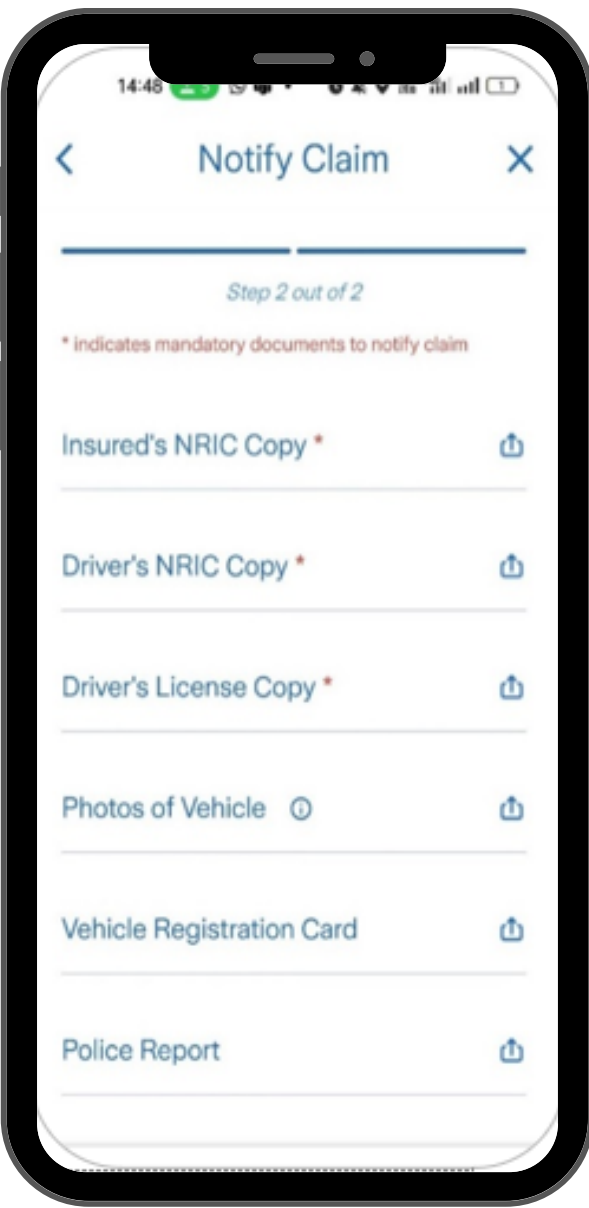 14:48
Notify Claim
Step 2 out of 2
* indicates mandatory documents to notify claim
Insured's NRIC Copy *
Driver's NRIC Copy *
Driver's License Copy *
Photos of Vehicle
Vehicle Registration Card
Police Report